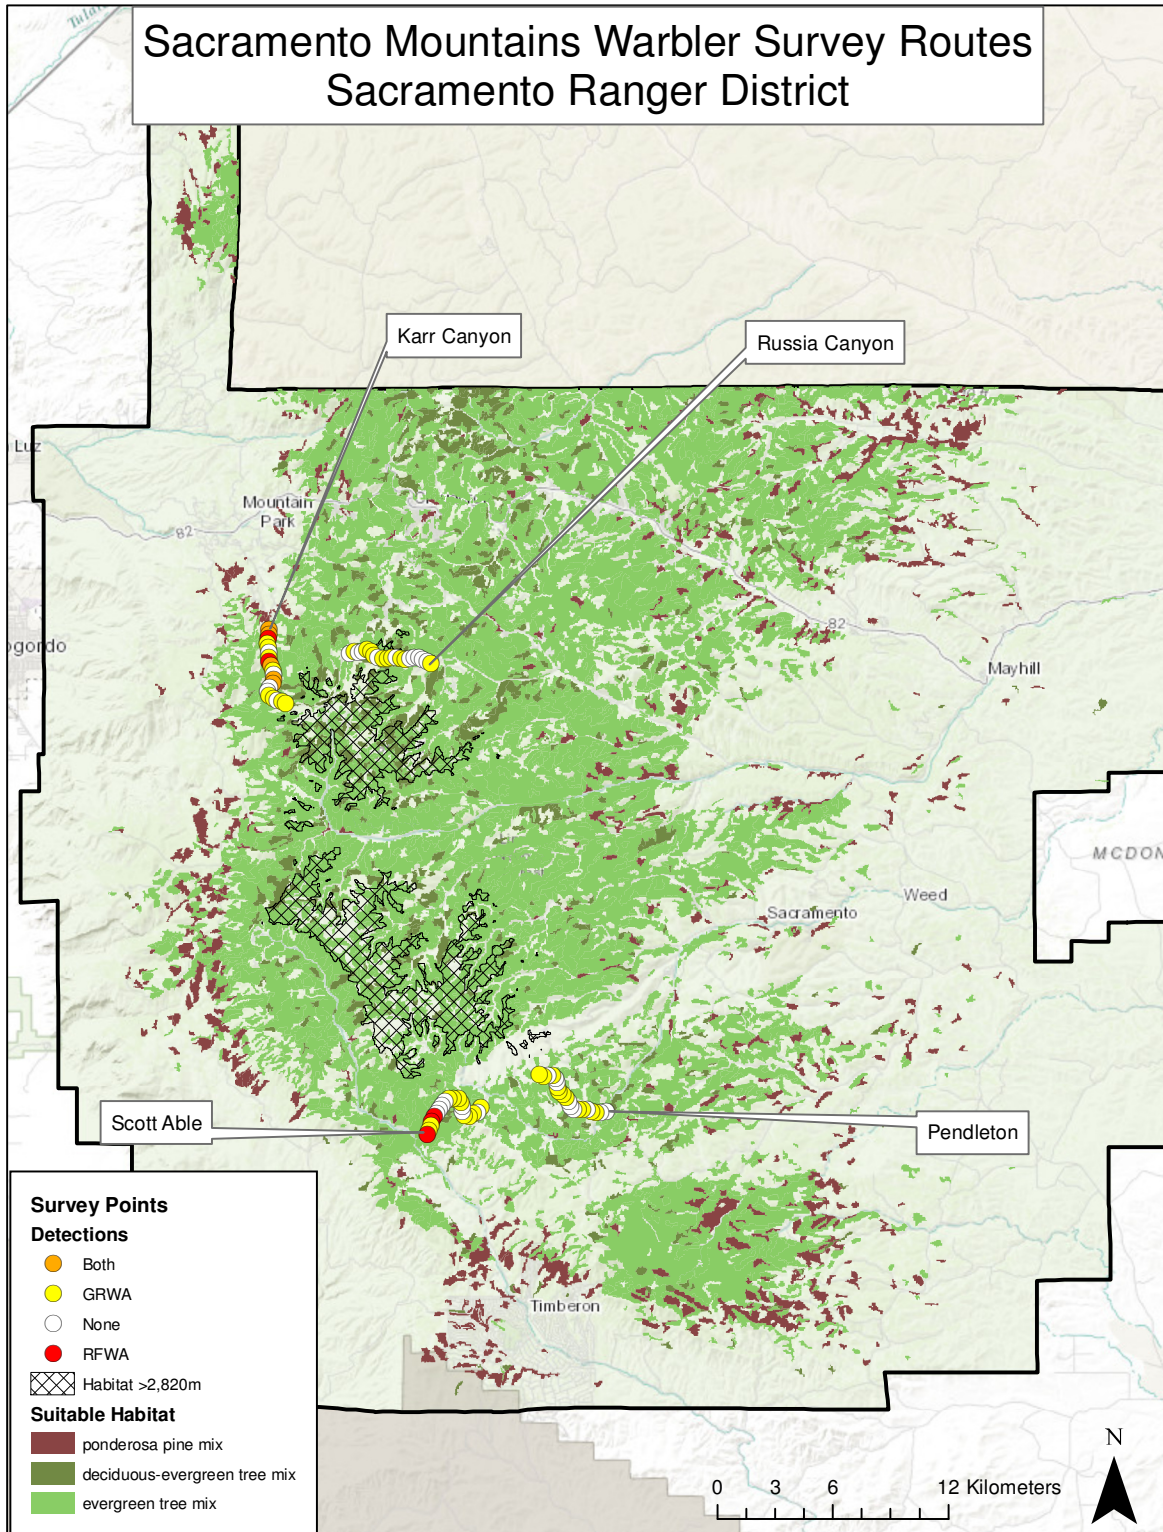 Tular
Sacramento Mountains Warbler Survey Routes
Sacramento Ranger District
Karr Canyon
Russia Canyon
Luz
Mountain
Park
82
82
ogordo
Mayhill
MCDON
Weed
Sacramento
Scott Able
Pendleton
Timberon
Survey Points
Detections
Both
GRWA
None
RFWA
Habitat >2,820m
Suitable Habitat
ponderosa pine mix
deciduous-evergreen tree mix
evergreen tree mix
N
0 3 6 12 Kilometers